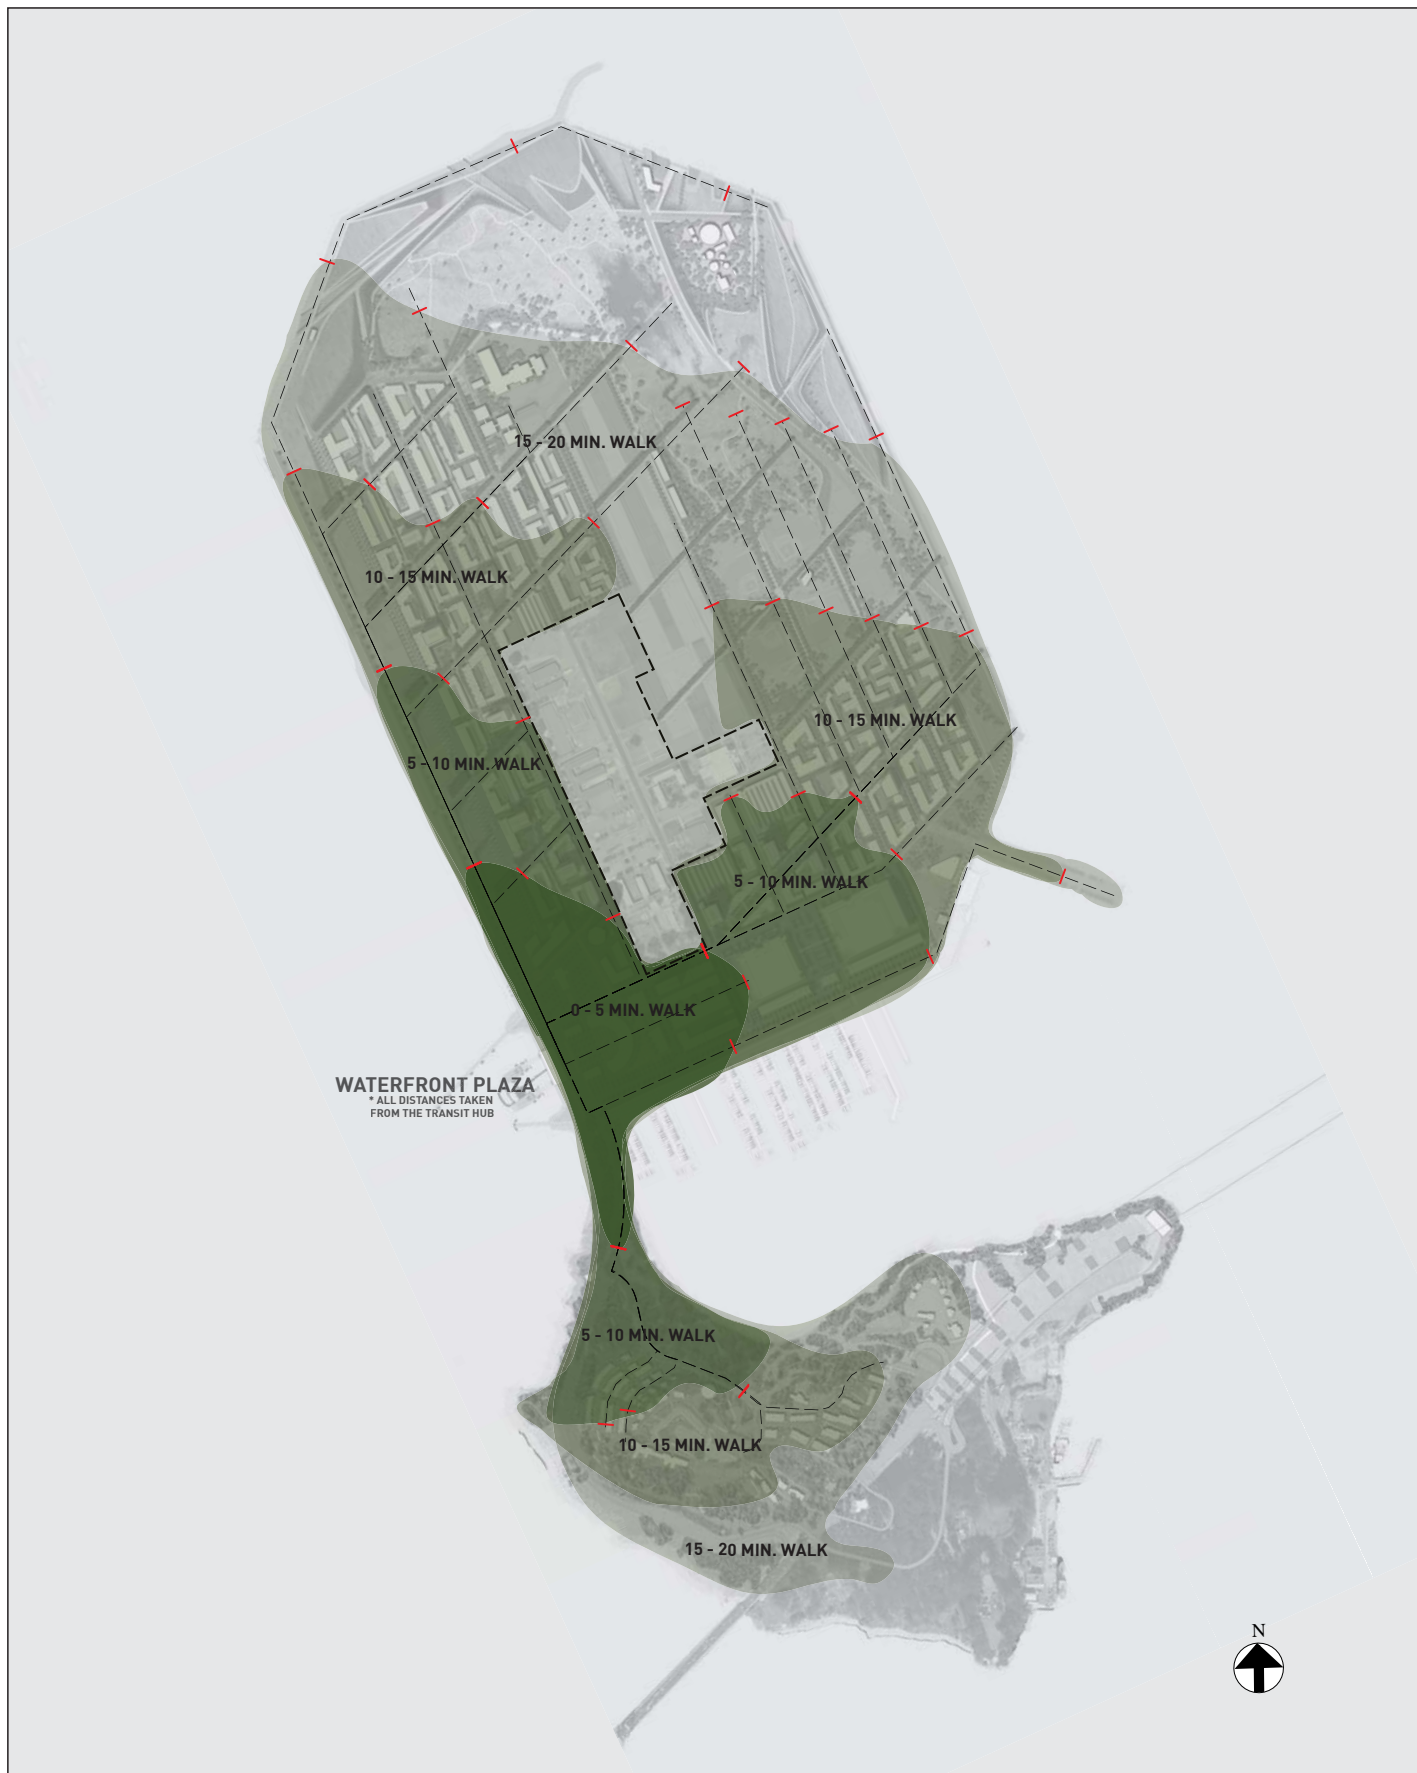 15 - 20 MIN. WALK
10 - 15 MIN. WALK
10 - 15 MIN. WALK
5 - 10 MIN. WALK
5 - 10 MIN. WALK
0 - 5 MIN. WALK
WATERFRONT PLAZA
* ALL DISTANCES TAKEN
FROM THE TRANSIT HUB
5 - 10 MIN. WALK
10 - 15 MIN. WALK
15 - 20 MIN. WALK
N